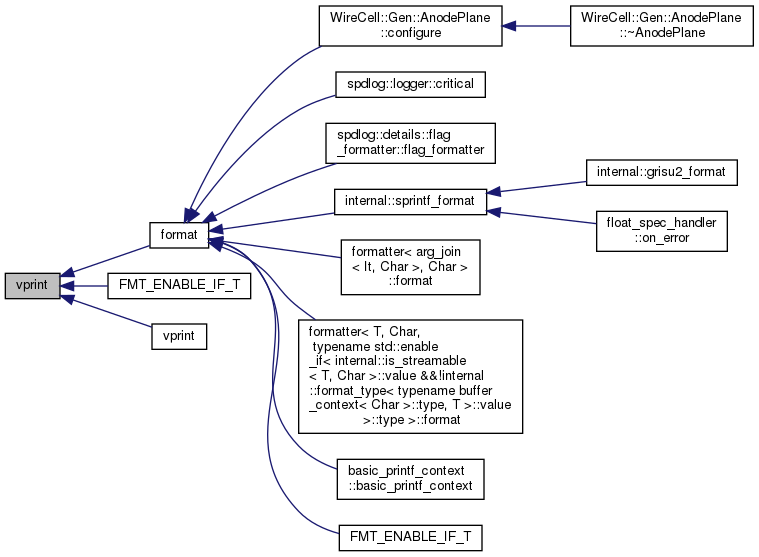 WireCell::Gen::AnodePlane
::configure
WireCell::Gen::AnodePlane
::~AnodePlane
spdlog::logger::critical
spdlog::details::flag
_formatter::flag_formatter
internal::sprintf_format
internal::grisu2_format
float_spec_handler
::on_error
format
formatter< arg_join
< It, Char >, Char >
::format
vprint
FMT_ENABLE_IF_T
vprint
formatter< T, Char,
typename std::enable
_if< internal::is_streamable
< T, Char >::value &&!internal
::format_type< typename buffer
_context< Char >::type, T >::value
>::type >::format
basic_printf_context
::basic_printf_context
FMT_ENABLE_IF_T